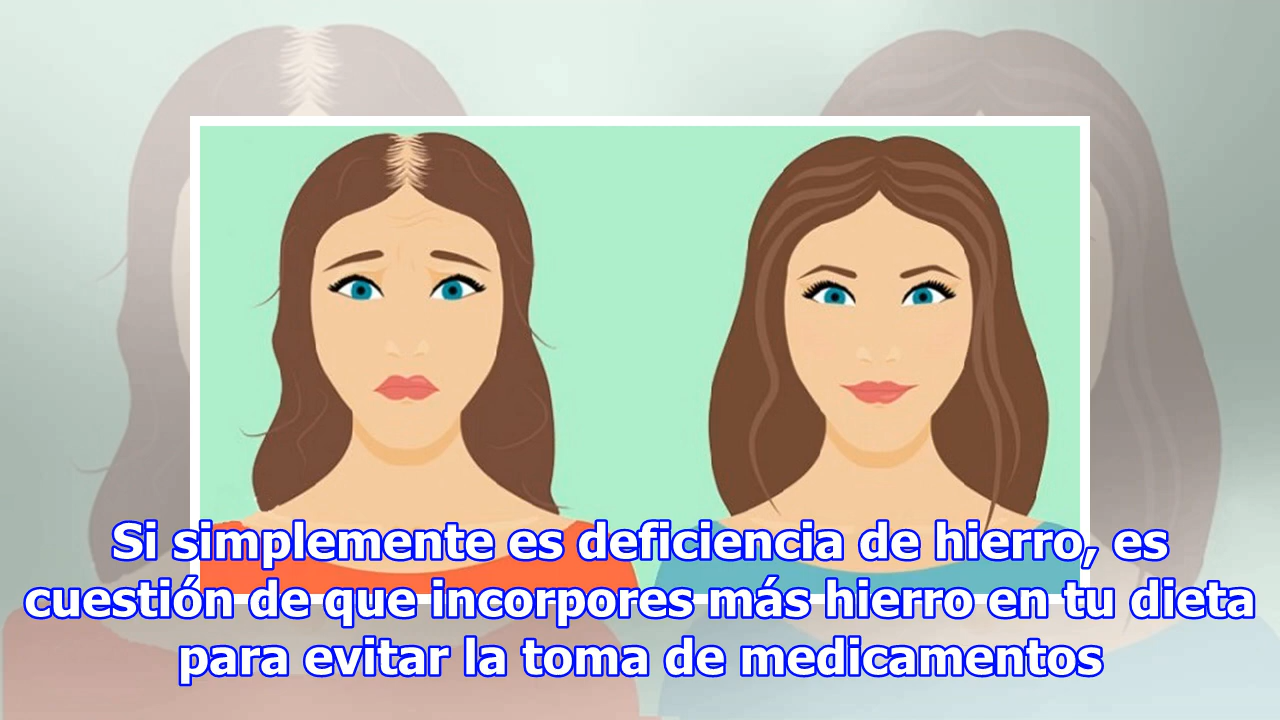 Si simplemente es deficiencia de hierro, es
cuestión de que incorpores más hierro en tu dieta
para evitar la toma de medicamentos